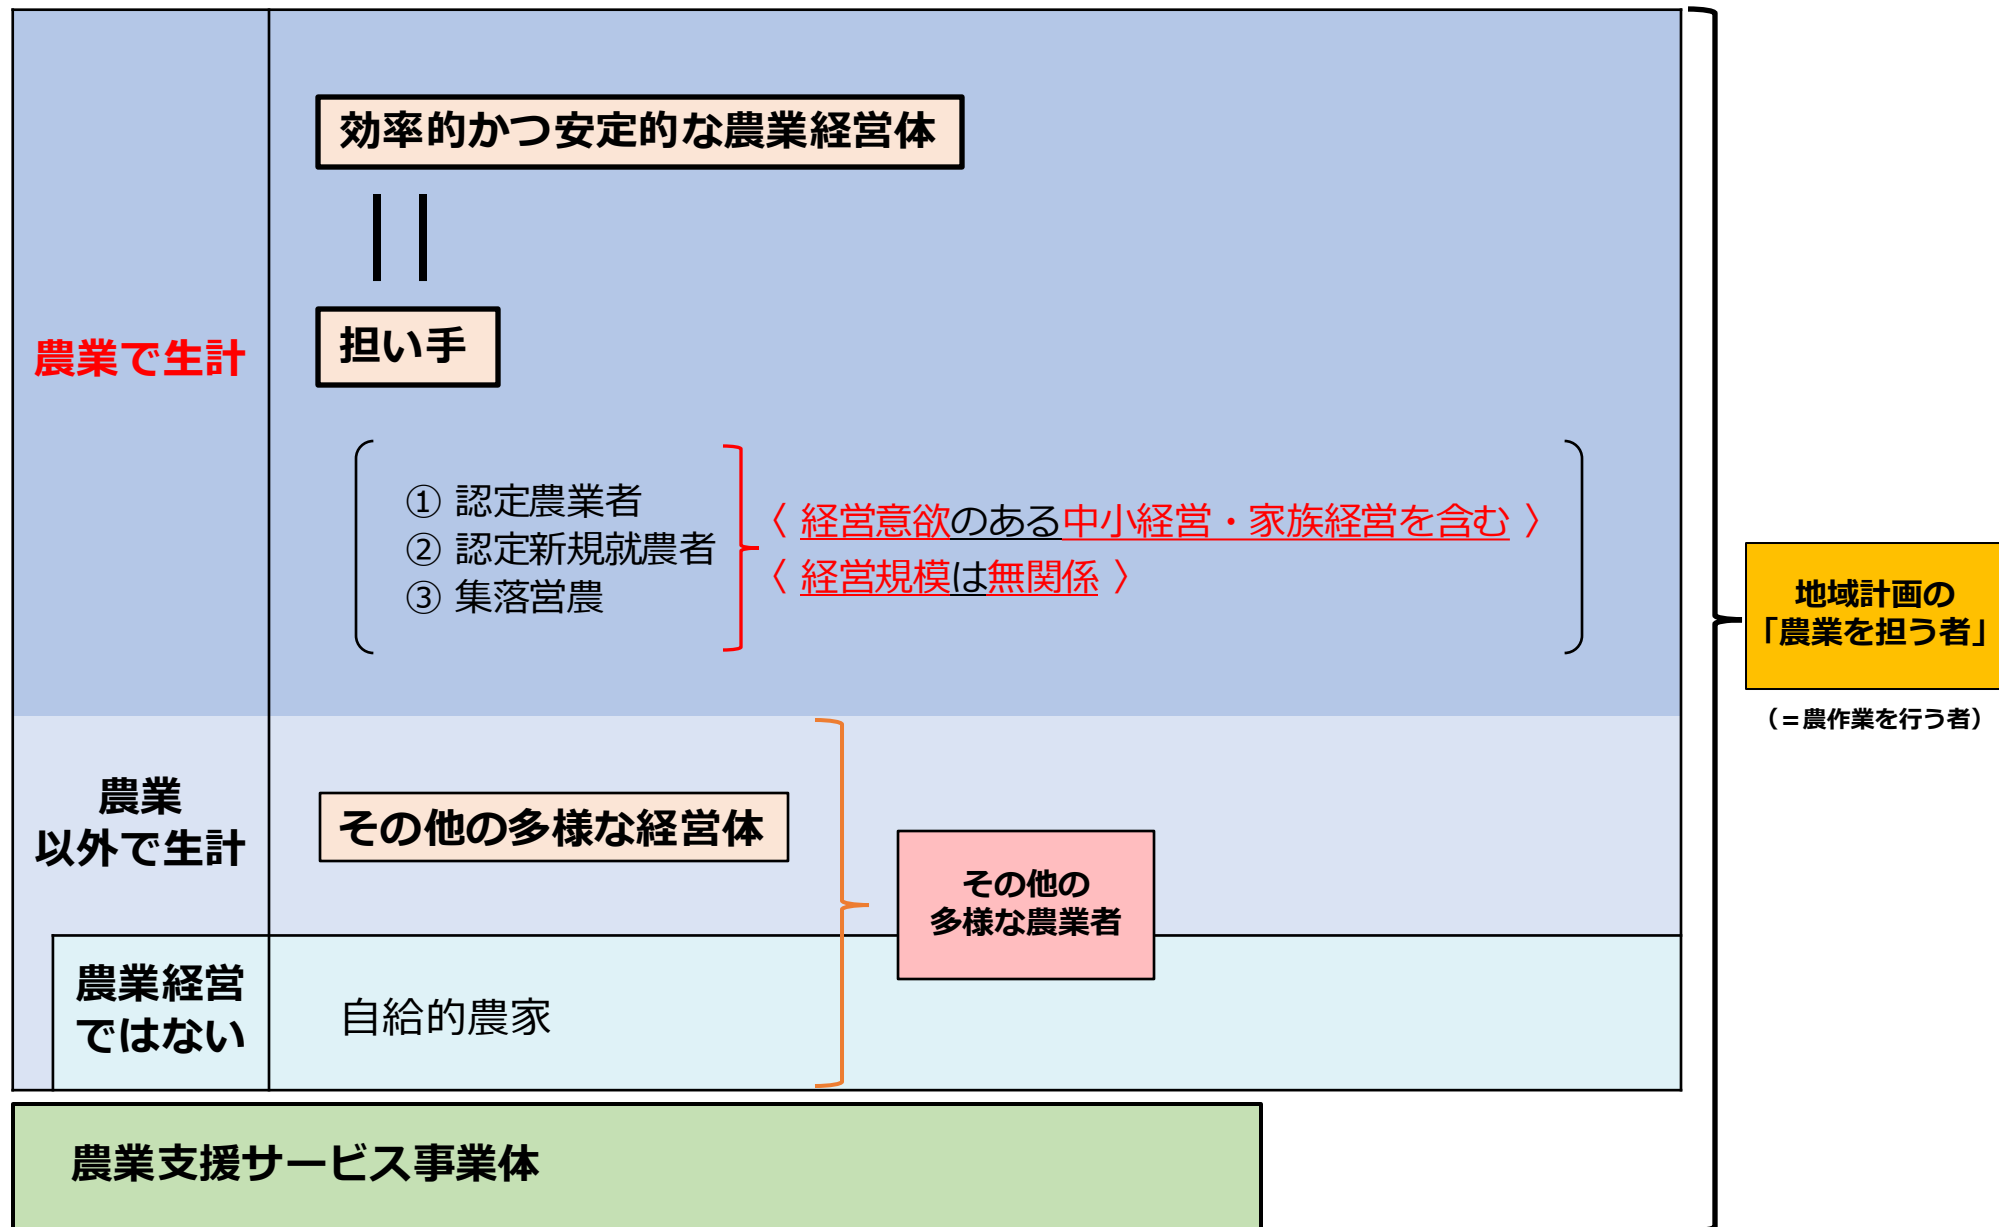 効率的かつ安定的な農業経営体
担い手
農業で生計
① 認定農業者
② 認定新規就農者
③ 集落営農
〈 経営意欲のある中小経営・家族経営を含む 〉
〈 経営規模は無関係 〉
地域計画の
「農業を担う者」
（＝農作業を行う者）
農業
以外で生計
その他の多様な経営体
その他の
多様な農業者
農業経営
ではない
自給的農家
農業支援サービス事業体